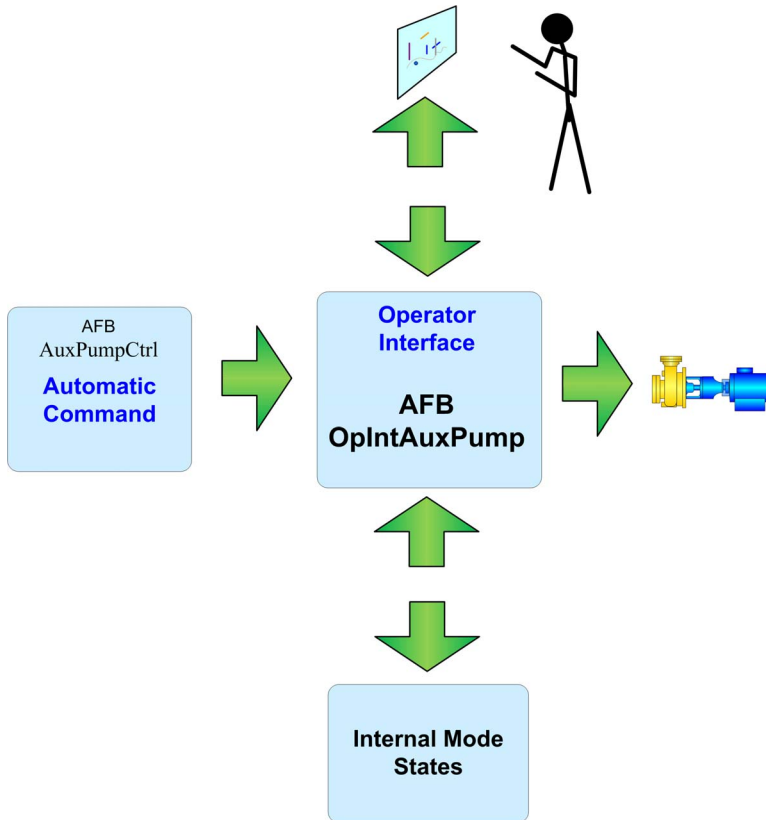 AFB
AuxPumpCtrl
Automatic
Command
Operator
Interface
AFB
OpIntAuxPump
Internal Mode
States